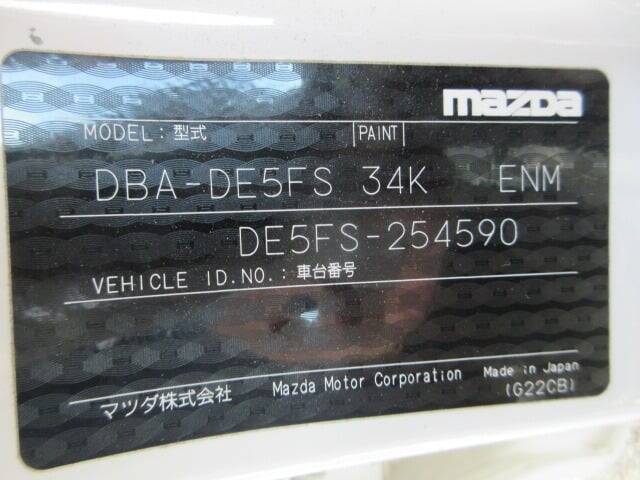 mazda
MODEL: 型式 PAINT
DBA-DE5FS 34K ENM
DE5FS-254590
VEHICLE ID.NO.: 車台番号
マツダ株式会社 Mazda Motor Corporation Made in Japan
(G22CB)